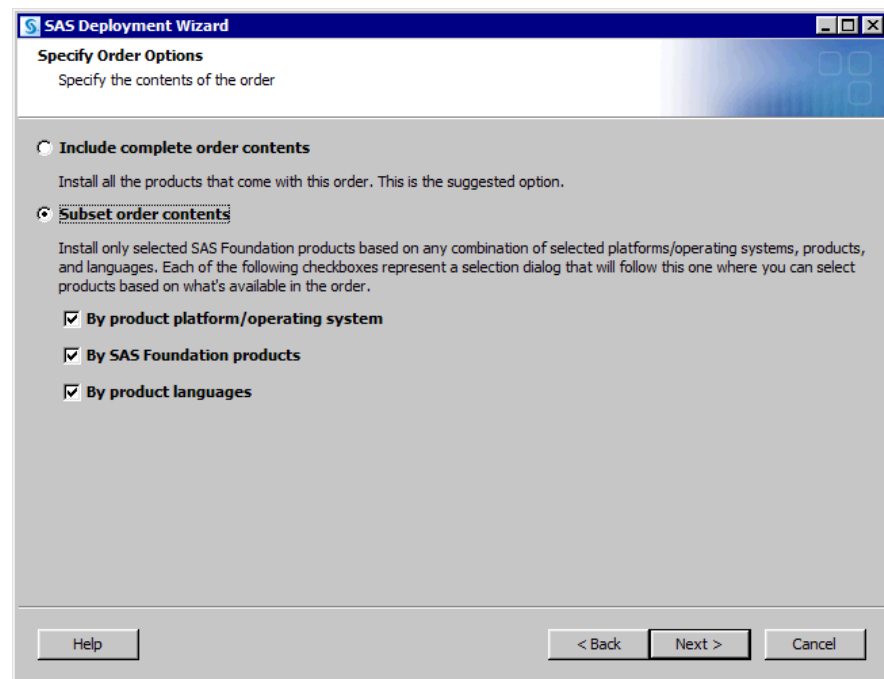 SAS Deployment Wizard
Specify Order Options
Specify the contents of the order
Include complete order contents
Install all the products that come with this order. This is the suggested option.
Subset order contents
Install only selected SAS Foundation products based on any combination of selected platforms/operating systems, products,
and languages. Each of the following checkboxes represent a selection dialog that will follow this one where you can select
products based on what's available in the order.
By product platform/operating system
By SAS Foundation products
By product languages
Help
< Back
Next >
Cancel